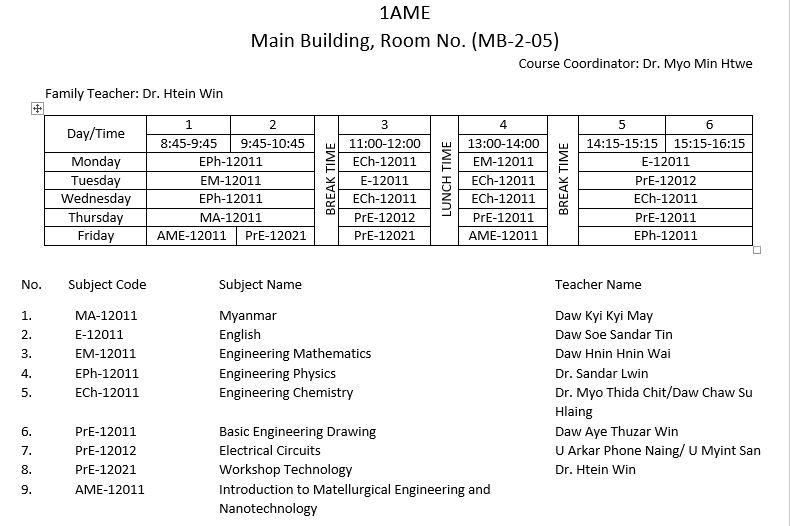 1AME
Main Building, Room No. (MB-2-05)
Course Coordinator: Dr. Myo Min Htwe
Family Teacher: Dr. Htein Win
Day/Time 1 2 BREAK TIME 3 LUNCH TIME 4 BREAK TIME 5 6
8:45-9:45 9:45-10:45 11:00-12:00 13:00-14:00 14:15-15:15 15:15-16:15
Monday EPh-12011 ECh-12011 EM-12011 E-12011
Tuesday EM-12011 E-12011 ECh-12011 PrE-12012
Wednesday EPh-12011 ECh-12011 ECh-12011 ECh-12011
Thursday MA-12011 PrE-12012 PrE-12011 PrE-12011
Friday AME-12011 PrE-12021 PrE-12021 AME-12011 EPh-12011
No. Subject Code Subject Name Teacher Name
1. MA-12011 Myanmar Daw Kyi Kyi May
2. E-12011 English Daw Soe Sandar Tin
3. EM-12011 Engineering Mathematics Daw Hnin Hnin Wai
4. EPh-12011 Engineering Physics Dr. Sandar Lwin
5. ECh-12011 Engineering Chemistry Dr. Myo Thida Chit/Daw Chaw Su
Hlaing
6. PrE-12011 Basic Engineering Drawing Daw Aye Thuzar Win
7. PrE-12012 Electrical Circuits U Arkar Phone Naing/ U Myint San
8. PrE-12021 Workshop Technology Dr. Htein Win
9. AME-12011 Introduction to Matellurgical Engineering and
Nanotechnology